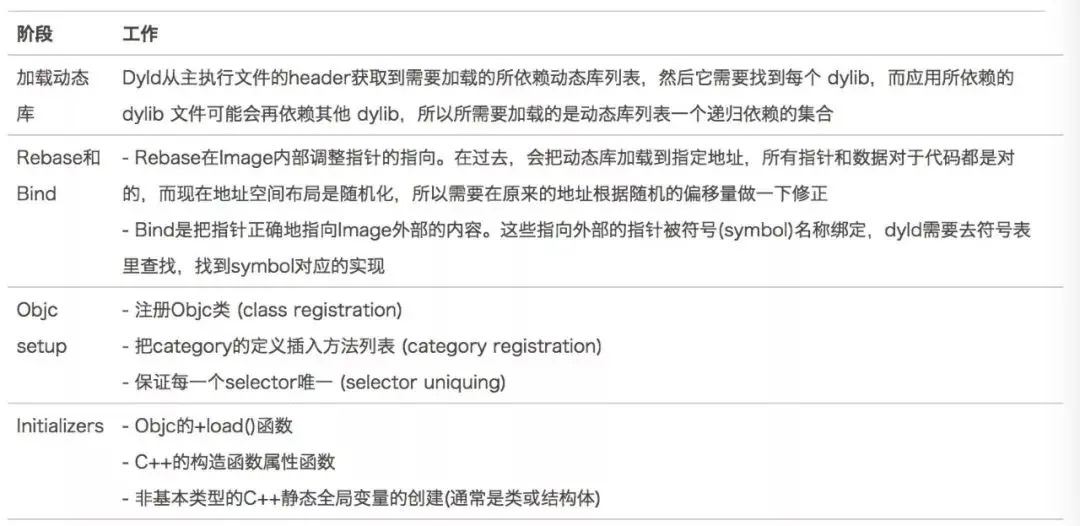 阶段 工作
加载动态 Dyld从主执行文件的header获取到需要加载的所依赖动态库列表，然后它需要找到每个 dylib，而应用所依赖的
库 dylib 文件可能会再依赖其他 dylib，所以所需要加载的是动态库列表一个递归依赖的集合
Rebase和 - Rebase在Image内部调整指针的指向。在过去，会把动态库加载到指定地址，所有指针和数据对于代码都是对
Bind 的，而现在地址空间布局是随机化，所以需要在原来的地址根据随机的偏移量做一下修正
- Bind是把指针正确地指向Image外部的内容。这些指向外部的指针被符号(symbol)名称绑定，dyld需要去符号表
里查找，找到symbol对应的实现
Objc - 注册Objc类 (class registration)
setup - 把category的定义插入方法列表 (category registration)
- 保证每一个selector唯一 (selector uniquing)
Initializers - Objc的+load()函数
- C++的构造函数属性函数
- 非基本类型的C++静态全局变量的创建(通常是类或结构体)